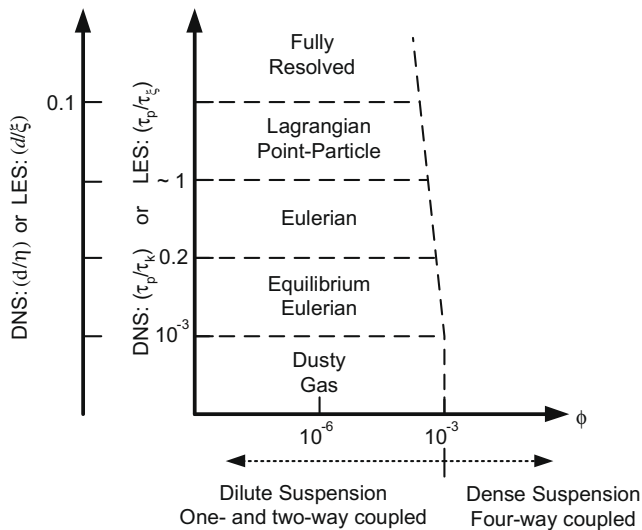 DNS: (d/η) or LES: (d/ξ)
0.1
DNS: (τp/τk) or LES: (τp/τξ)
~ 1
0.2
10-3
Fully
Resolved
Lagrangian
Point-Particle
Eulerian
Equilibrium
Eulerian
Dusty
Gas
10-6
10-3
ϕ
Dilute Suspension
One- and two-way coupled
Dense Suspension
Four-way coupled